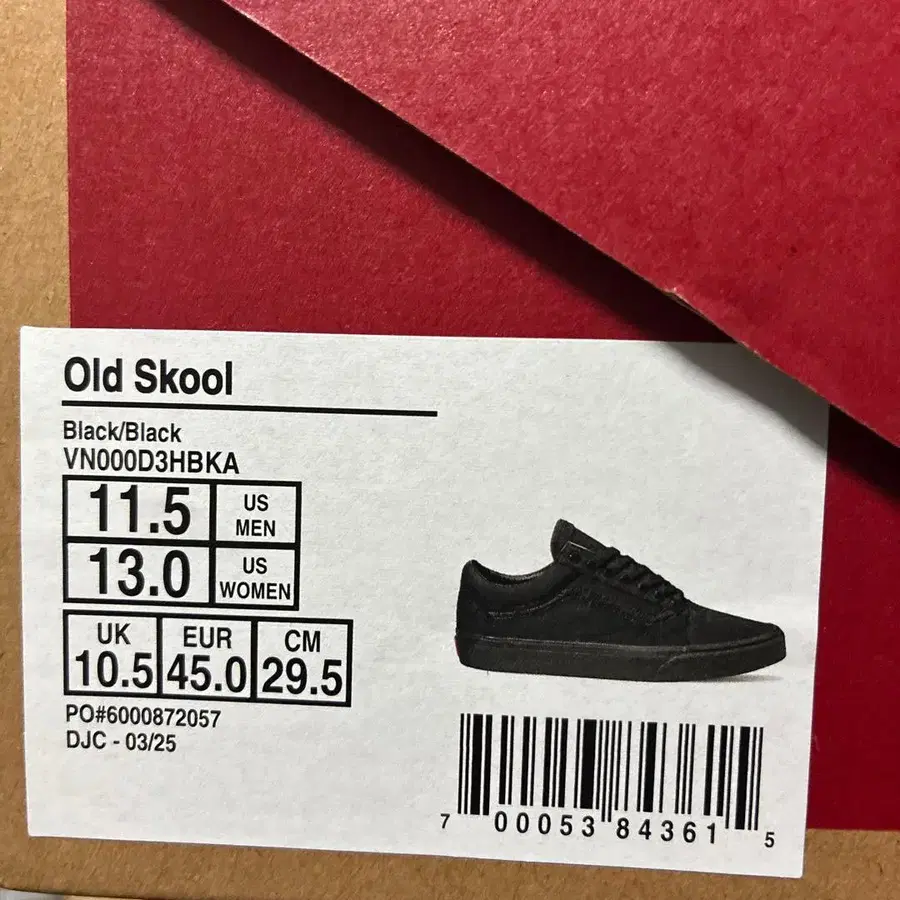 Old Skool
Black/Black
VN000D3HBKA
11.5 US MEN
13.0 US WOMEN
UK EUR CM
10.5 45.0 29.5
PO#6000872057
DJC - 03/25
7 00053 84361 5